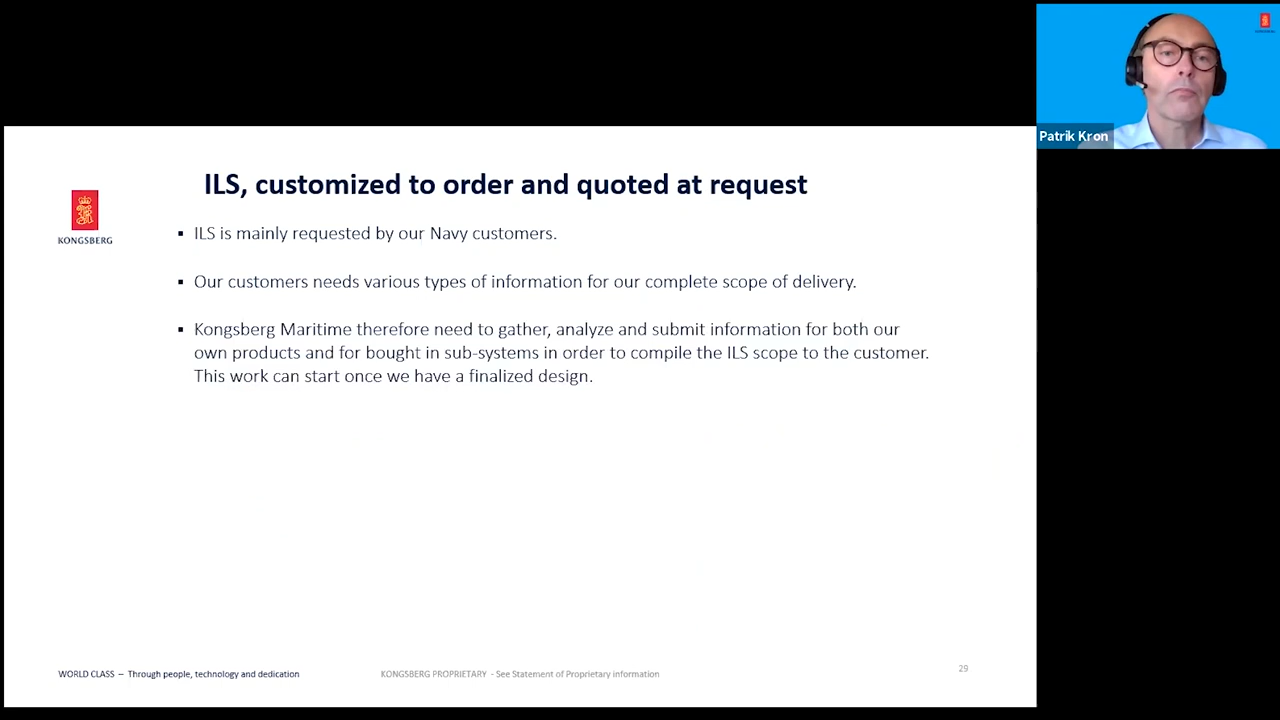 Patrik Kron
ILS, customized to order and quoted at request
KONGSBERG
▪ ILS is mainly requested by our Navy customers.
▪ Our customers needs various types of information for our complete scope of delivery.
▪ Kongsberg Maritime therefore need to gather, analyze and submit information for both our
own products and for bought in sub-systems in order to compile the ILS scope to the customer.
This work can start once we have a finalized design.
WORLD CLASS – Through people, technology and dedication
KONGSBERG PROPRIETARY - See Statement of Proprietary information
29